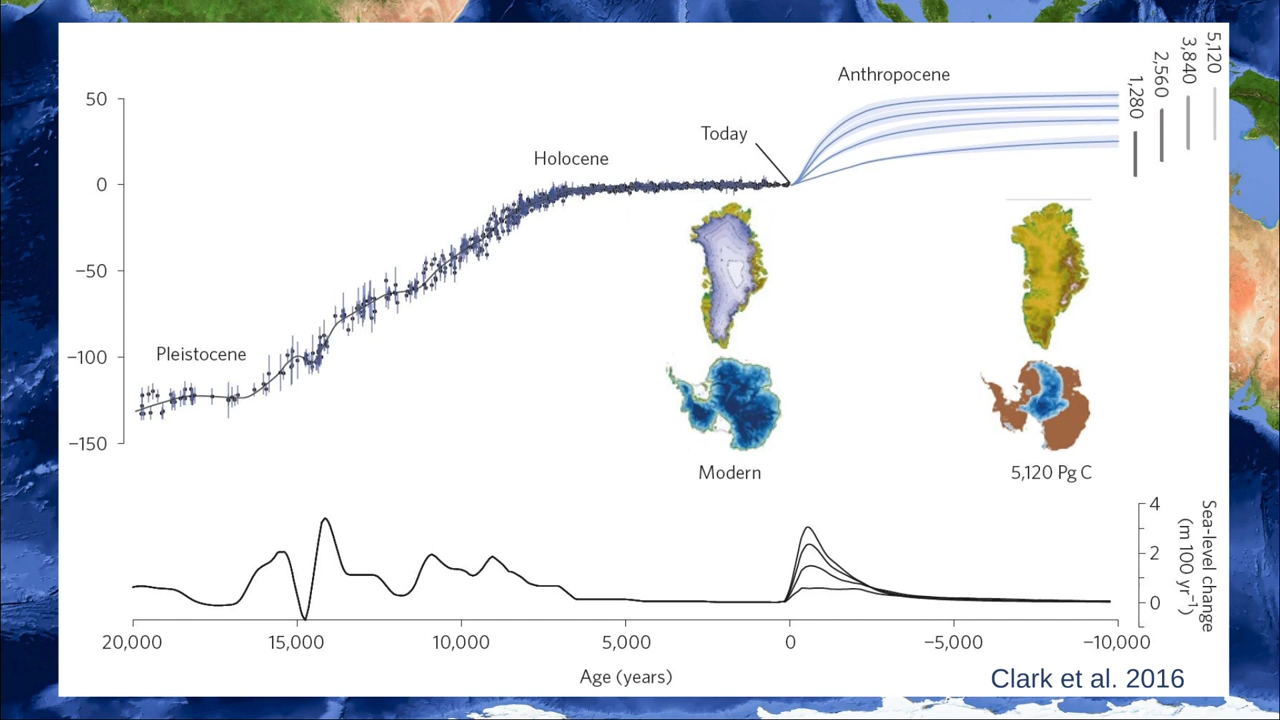 Anthropocene
1,280
2,560
3,840
5,120
50
0
−50
−100
−150
Today
Holocene
Pleistocene
Modern
5,120 Pg C
4
2
0
Sea-level change
(m 100 yr⁻¹)
20,000
15,000
10,000
5,000
0
−5,000
−10,000
Age (years)
Clark et al. 2016